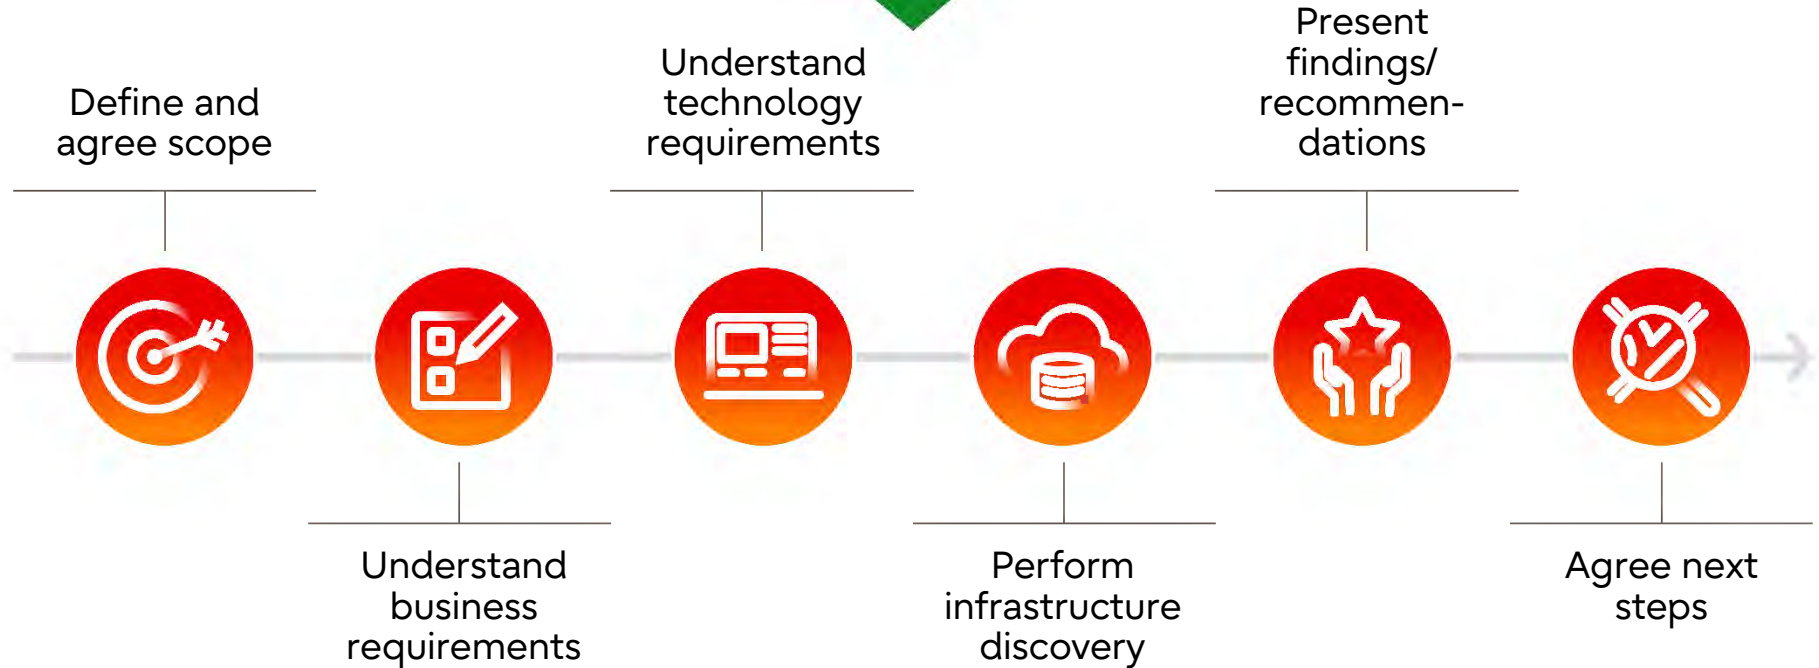 Define and
agree scope
Understand
business
requirements
Understand
technology
requirements
Perform
infrastructure
discovery
Present
findings/
recommen-
dations
Agree next
steps